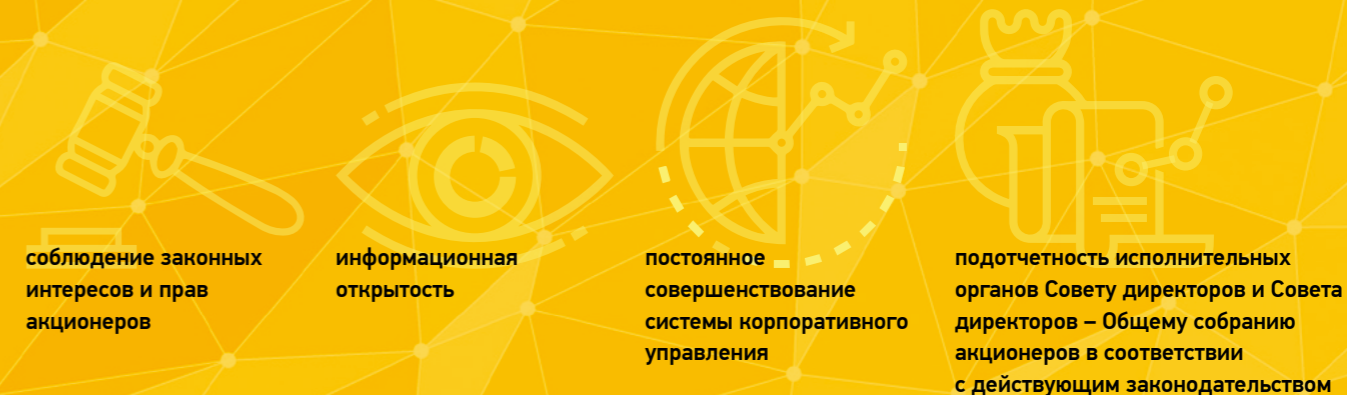 соблюдение законных
интересов и прав
акционеров
информационная
открытость
постоянное
совершенствование
системы корпоративного
управления
подотчетность исполнительных
органов Совету директоров и Совета
директоров – Общему собранию
акционеров в соответствии
с действующим законодательством